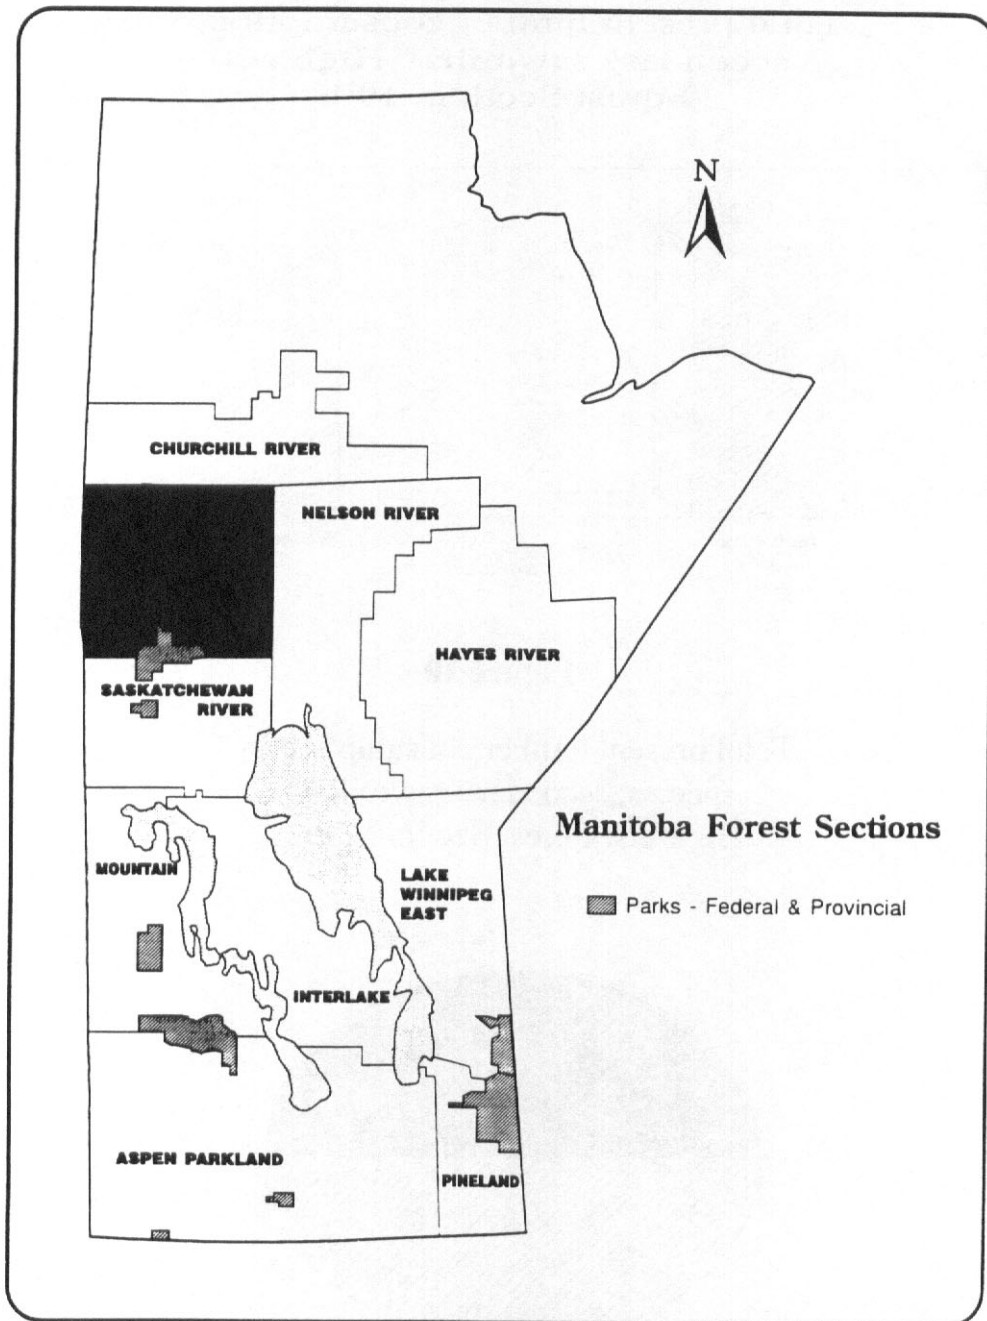 N
CHURCHILL RIVER
NELSON RIVER
HAYES RIVER
SASKATCHEWAN
RIVER
Manitoba Forest Sections
MOUNTAIN
LAKE
WINNIPEG
EAST
Parks - Federal & Provincial
INTERLAKE
ASPEN PARKLAND
PINELAND